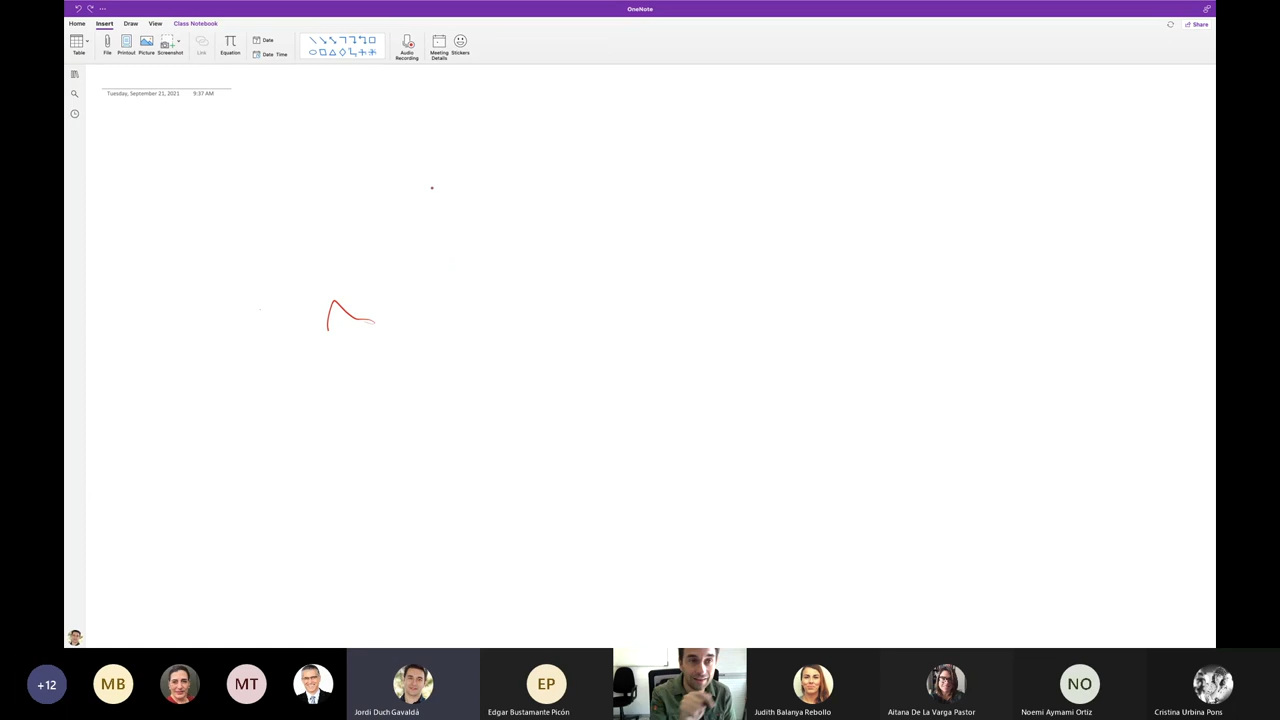 OneNote
Home Insert Draw View Class Notebook
Share
Table File Printout Picture Screenshot Link Equation
Date
Date Time
Audio Recording
Meeting Details
Stickers
Tuesday, September 21, 2021 9:37 AM
+12 MB MT EP NO
Jordi Duch Gavaldà Edgar Bustamante Picón Judith Balanya Rebollo Aitana De La Varga Pastor Noemi Aymami Ortiz Cristina Urbina Pons